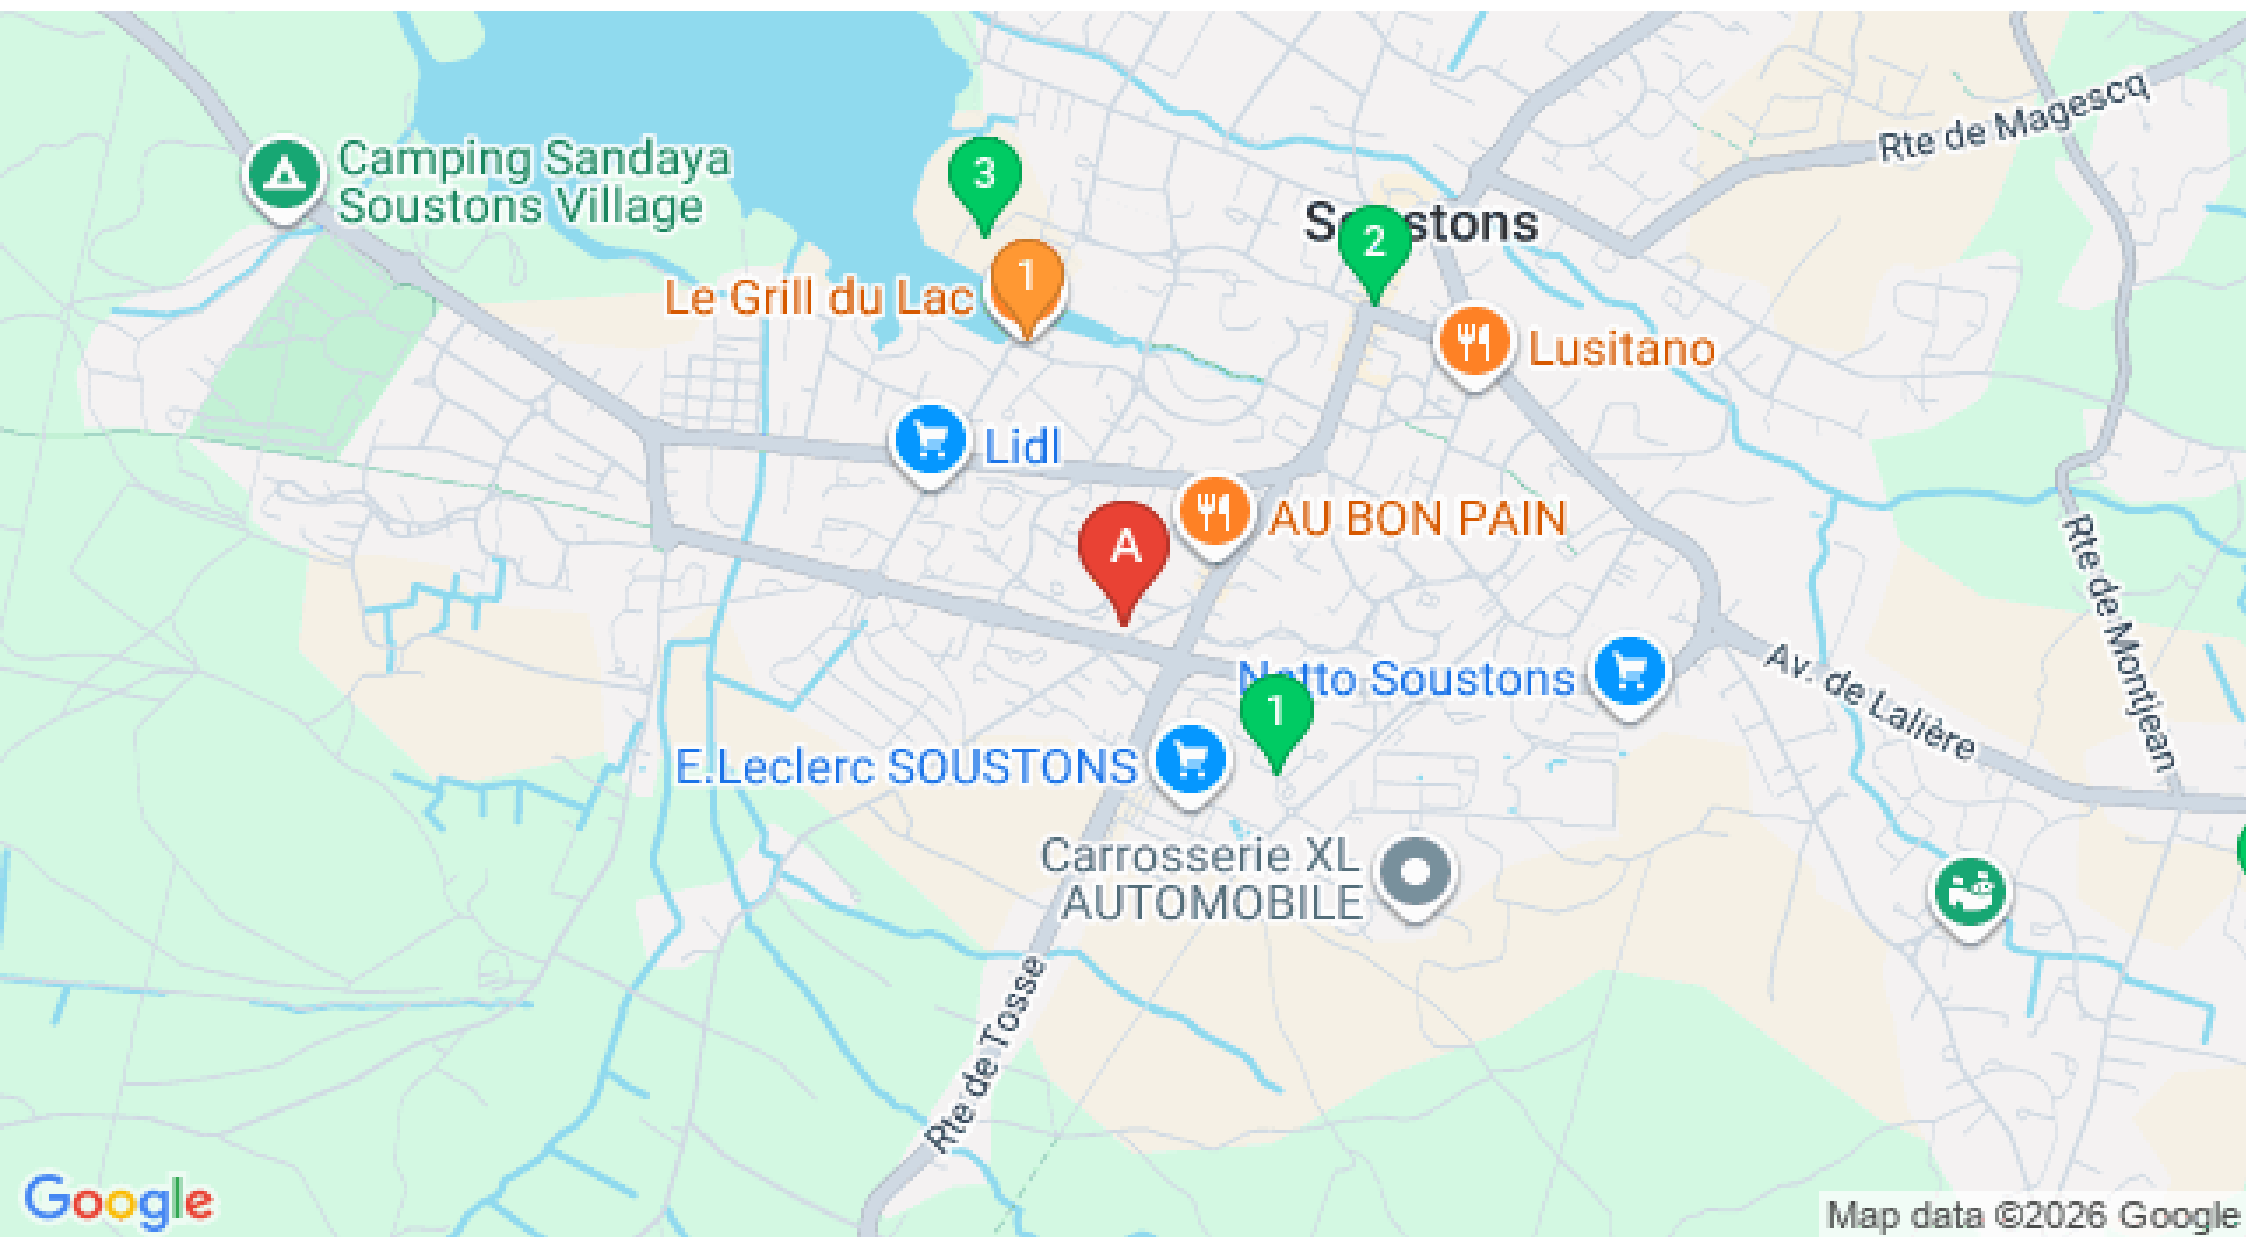 Rte de Magescq
Camping Sandaya
Soustons Village
3
Soustons
2
Le Grill du Lac
1
Lusitano
Lidl
AU BON PAIN
A
Rte de Montjean
Netto Soustons
Av. de Lalière
1
E.Leclerc SOUSTONS
Carrosserie XL
AUTOMOBILE
Rte de Tosse
Google
Map data ©2026 Google